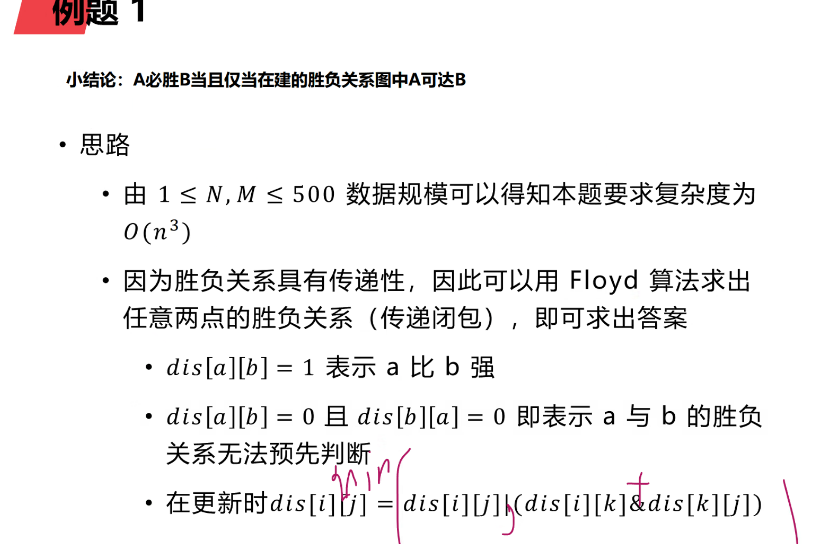 例题 1
小结论：A必胜B当且仅当在建的胜负关系图中A可达B
• 思路
• 由 1 ≤ N, M ≤ 500 数据规模可以得知本题要求复杂度为
O(n³)
• 因为胜负关系具有传递性，因此可以用 Floyd 算法求出
任意两点的胜负关系（传递闭包），即可求出答案
• dis[a][b] = 1 表示 a 比 b 强
• dis[a][b] = 0 且 dis[b][a] = 0 即表示 a 与 b 的胜负
关系无法预先判断
min( , + )
• 在更新时dis[i][j] = dis[i][j]|(dis[i][k]&dis[k][j])